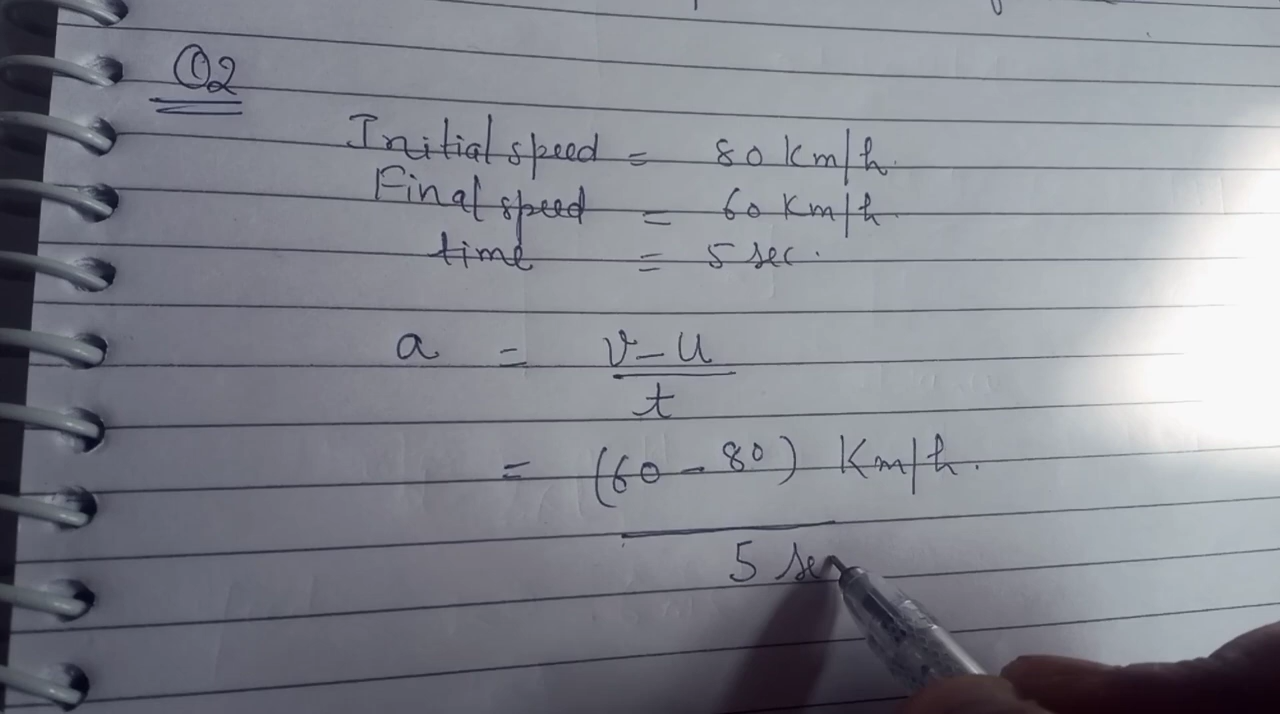 Q2
Initial speed = 80 km/h.
Final speed = 60 Km/h.
time = 5 sec.
a = v-u
t
= (60-80) Km/h.
5 se